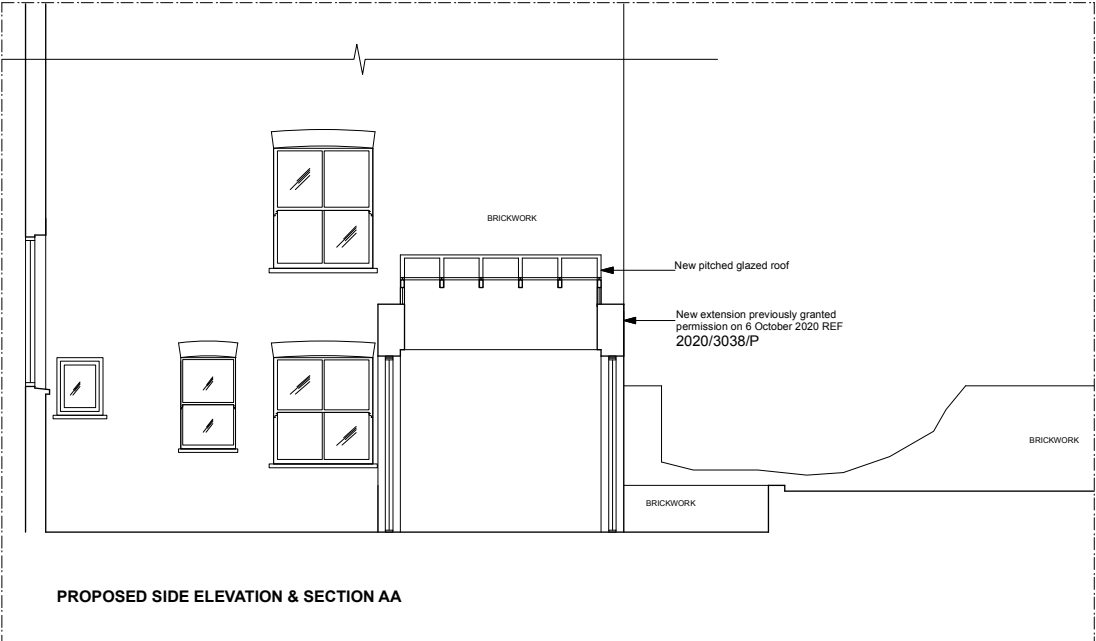 BRICKWORK
New pitched glazed roof
New extension previously granted
permission on 6 October 2020 REF
2020/3038/P
BRICKWORK
BRICKWORK
PROPOSED SIDE ELEVATION & SECTION AA